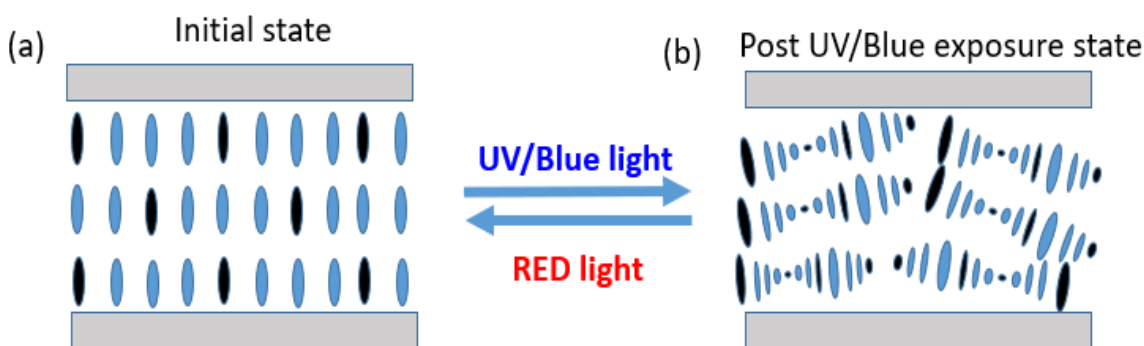 (a)
Initial state
(b)
Post UV/Blue exposure state
UV/Blue light
RED light